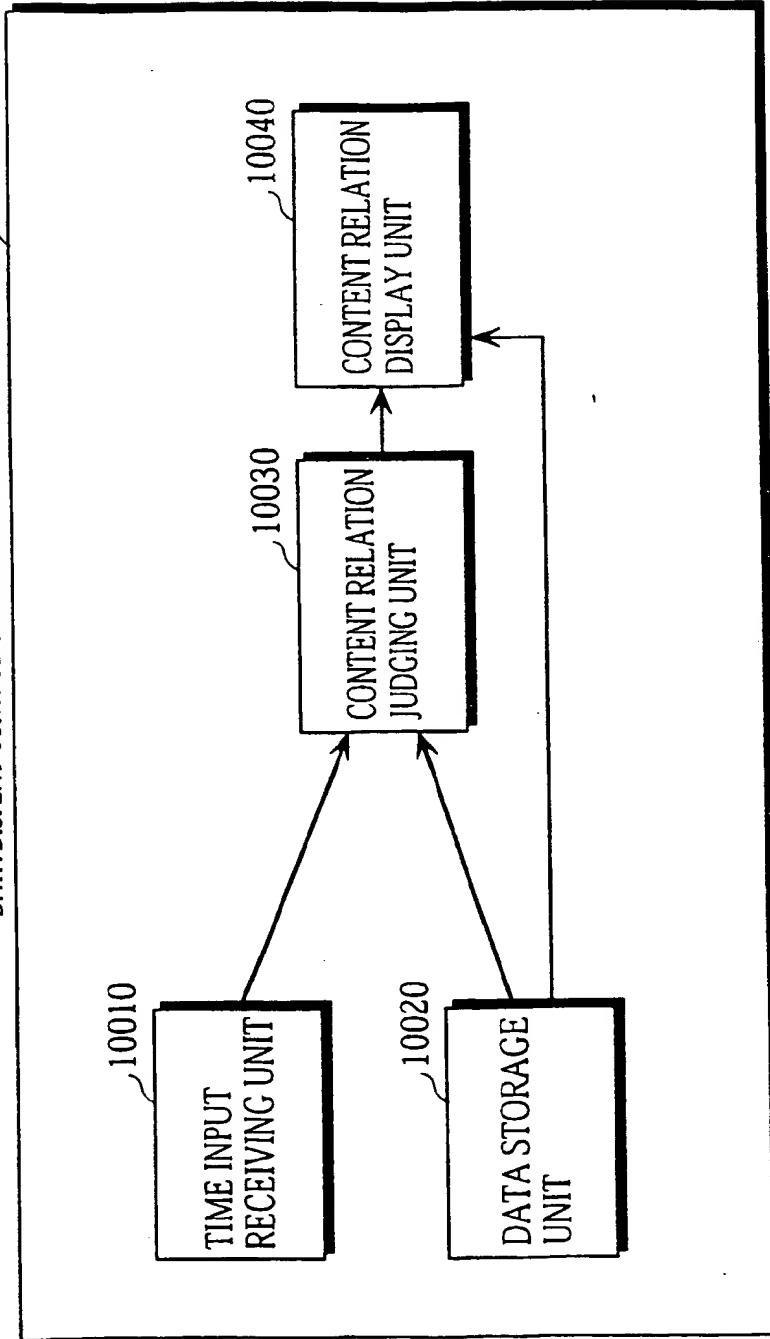 10010
TIME INPUT
RECEIVING UNIT
10020
DATA STORAGE
UNIT
10030
CONTENT RELATION
JUDGING UNIT
10040
CONTENT RELATION
DISPLAY UNIT